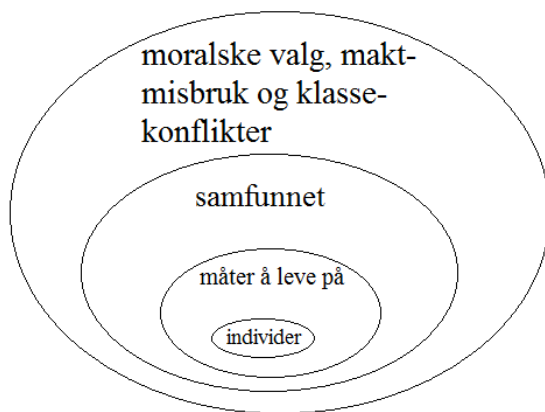 moralske valg, makt-
misbruk og klasse-
konflikter
samfunnet
måter å leve på
individer